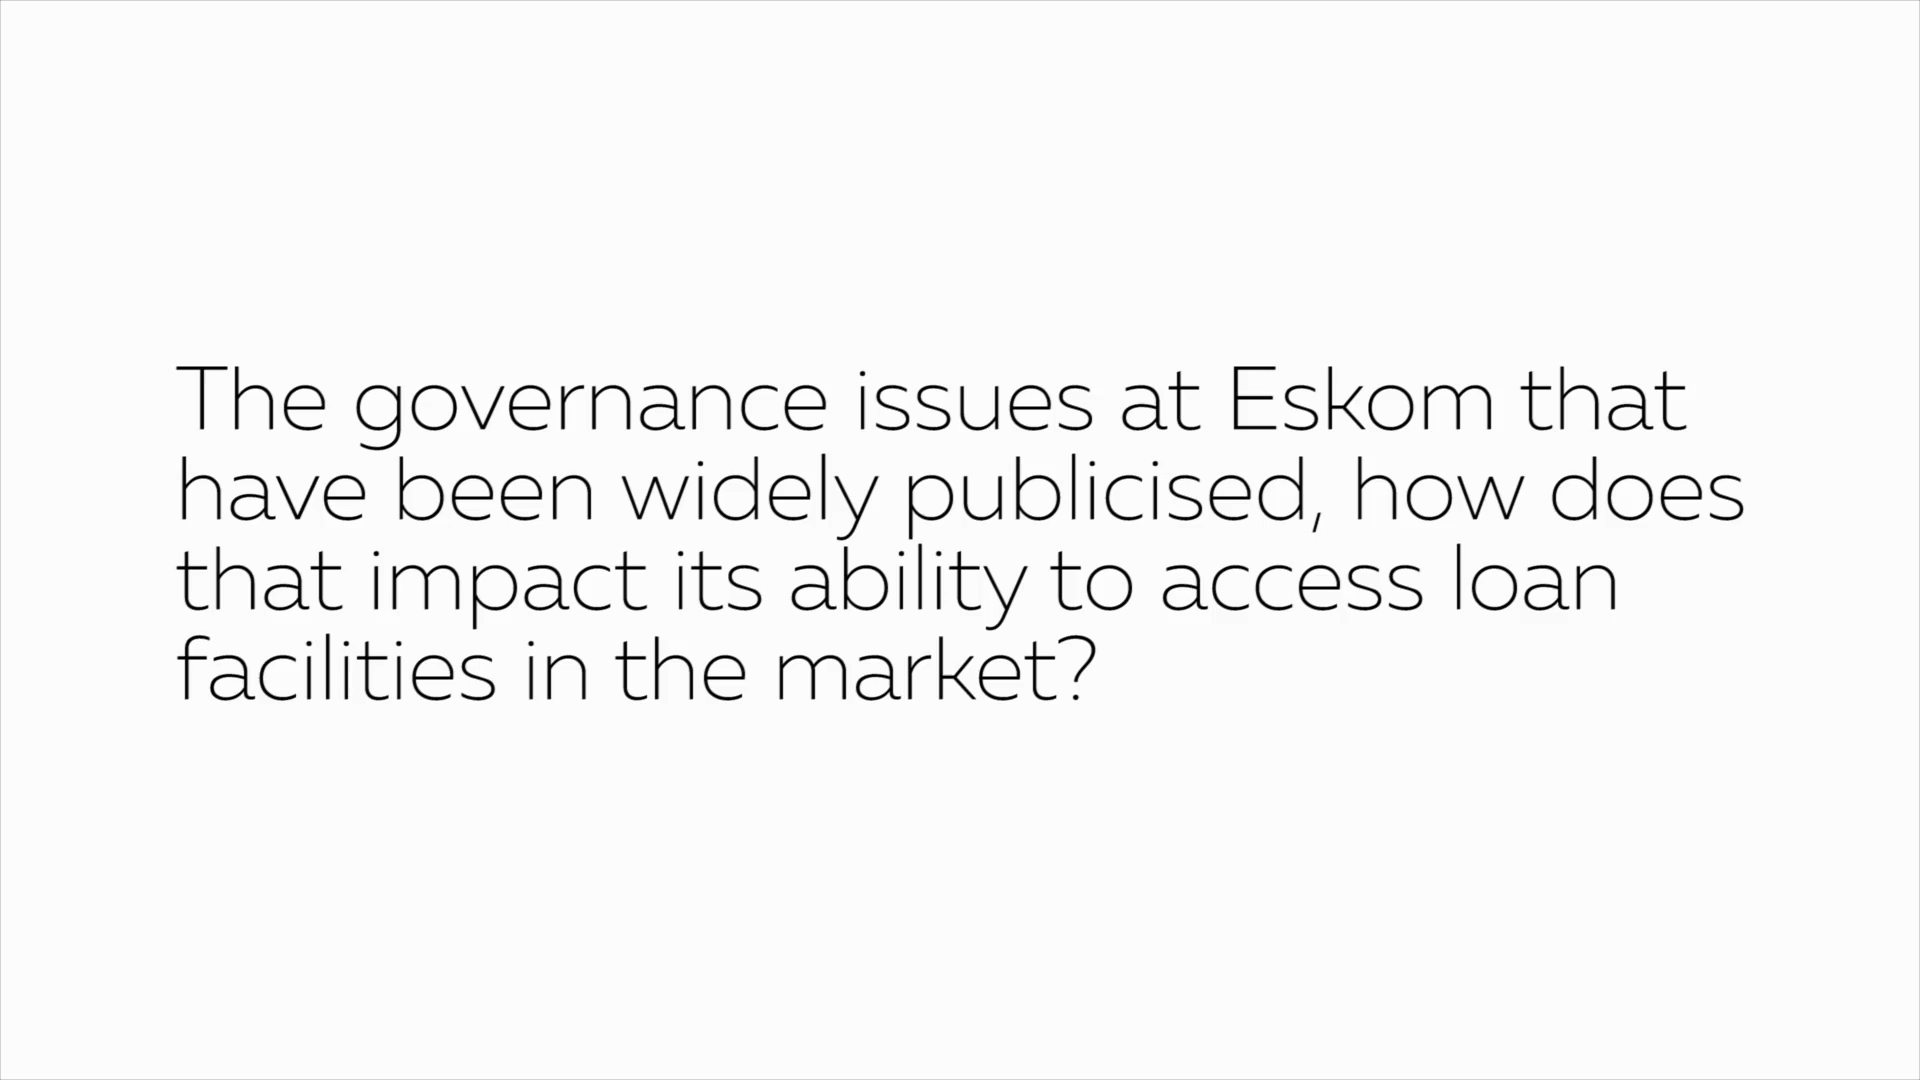 The governance issues at Eskom that
have been widely publicised, how does
that impact its ability to access loan
facilities in the market?